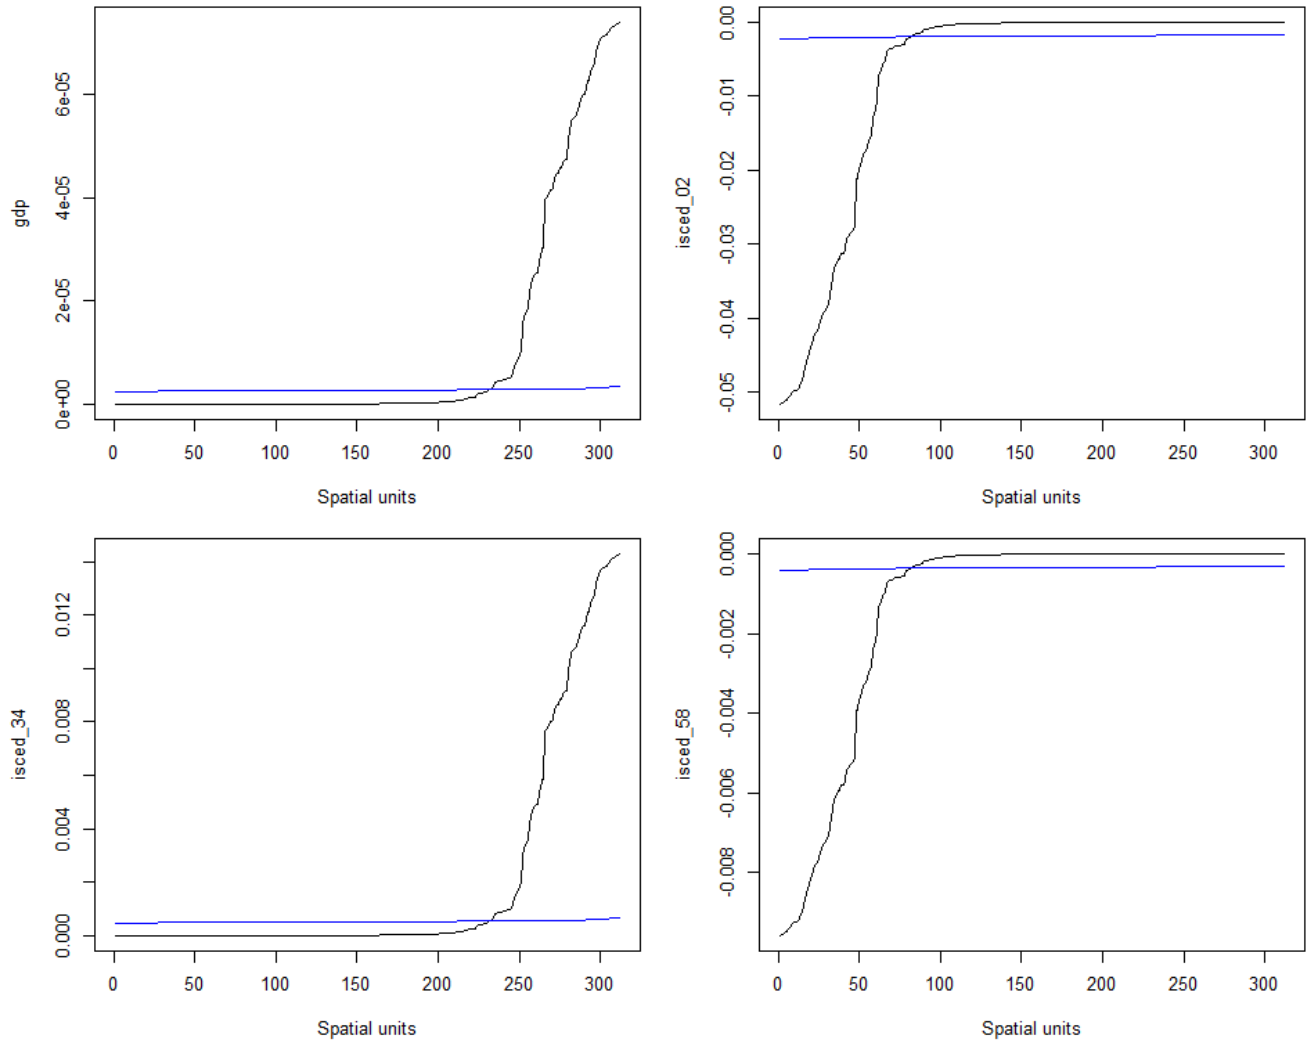 gdp
0e+00 2e-05 4e-05 6e-05
0 50 100 150 200 250 300
Spatial units
isced_02
-0.05 -0.04 -0.03 -0.02 -0.01 0.00
0 50 100 150 200 250 300
Spatial units
isced_34
0.000 0.004 0.008 0.012
0 50 100 150 200 250 300
Spatial units
isced_58
-0.008 -0.006 -0.004 -0.002 0.000
0 50 100 150 200 250 300
Spatial units